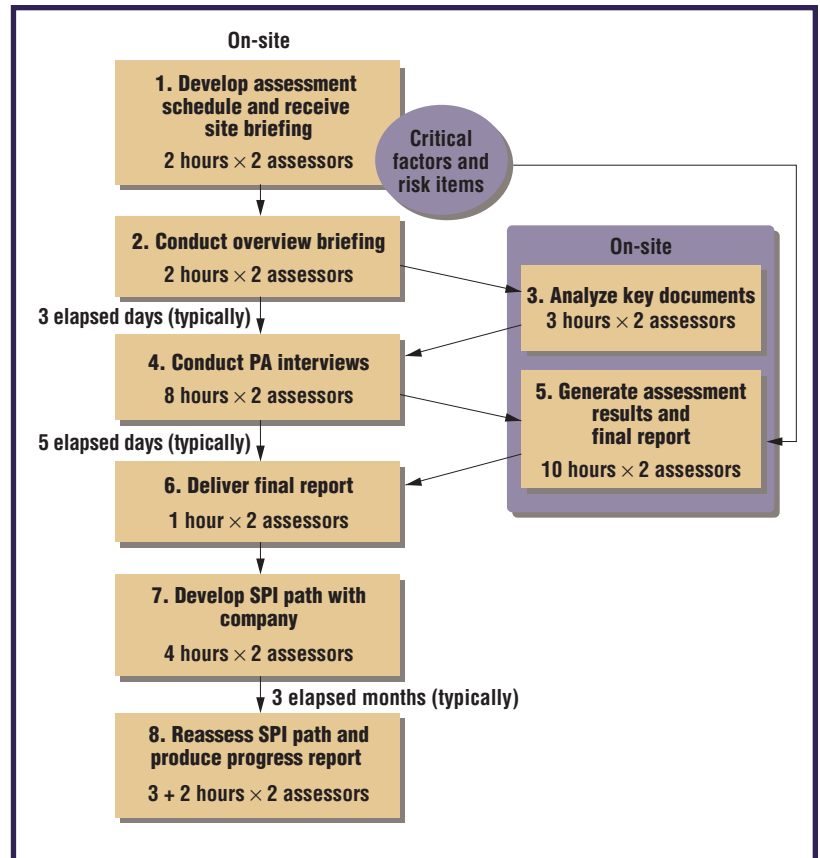 On-site
1. Develop assessment
schedule and receive
site briefing
2 hours × 2 assessors
Critical
factors and
risk items
2. Conduct overview briefing
2 hours × 2 assessors
On-site
3. Analyze key documents
3 hours × 2 assessors
3 elapsed days (typically)
4. Conduct PA interviews
8 hours × 2 assessors
5. Generate assessment
results and
final report
10 hours × 2 assessors
5 elapsed days (typically)
6. Deliver final report
1 hour × 2 assessors
7. Develop SPI path with
company
4 hours × 2 assessors
3 elapsed months (typically)
8. Reassess SPI path and
produce progress report
3 + 2 hours × 2 assessors